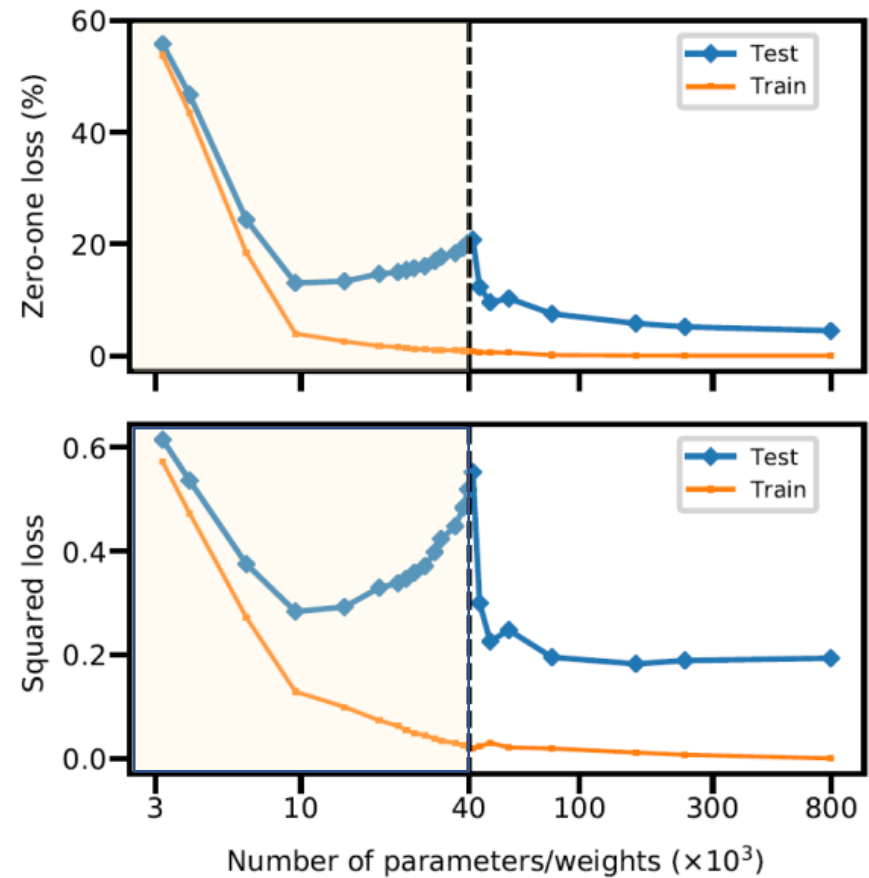 Zero-one loss (%)
60
40
20
0
Test
Train
Squared loss
0.6
0.4
0.2
0.0
Test
Train
3 10 40 100 300 800
Number of parameters/weights (×10³)